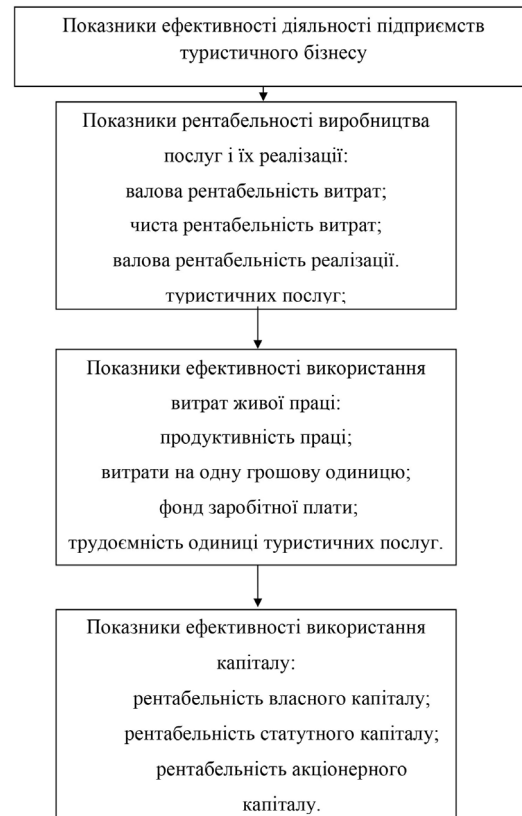 Показники ефективності діяльності підприємств
туристичного бізнесу
Показники рентабельності виробництва
послуг і їх реалізації:
валова рентабельність витрат;
чиста рентабельність витрат;
валова рентабельність реалізації.
туристичних послуг;
Показники ефективності використання
витрат живої праці:
продуктивність праці;
витрати на одну грошову одиницю;
фонд заробітної плати;
трудоємність одиниці туристичних послуг.
Показники ефективності використання
капіталу:
рентабельність власного капіталу;
рентабельність статутного капіталу;
рентабельність акціонерного
капіталу.